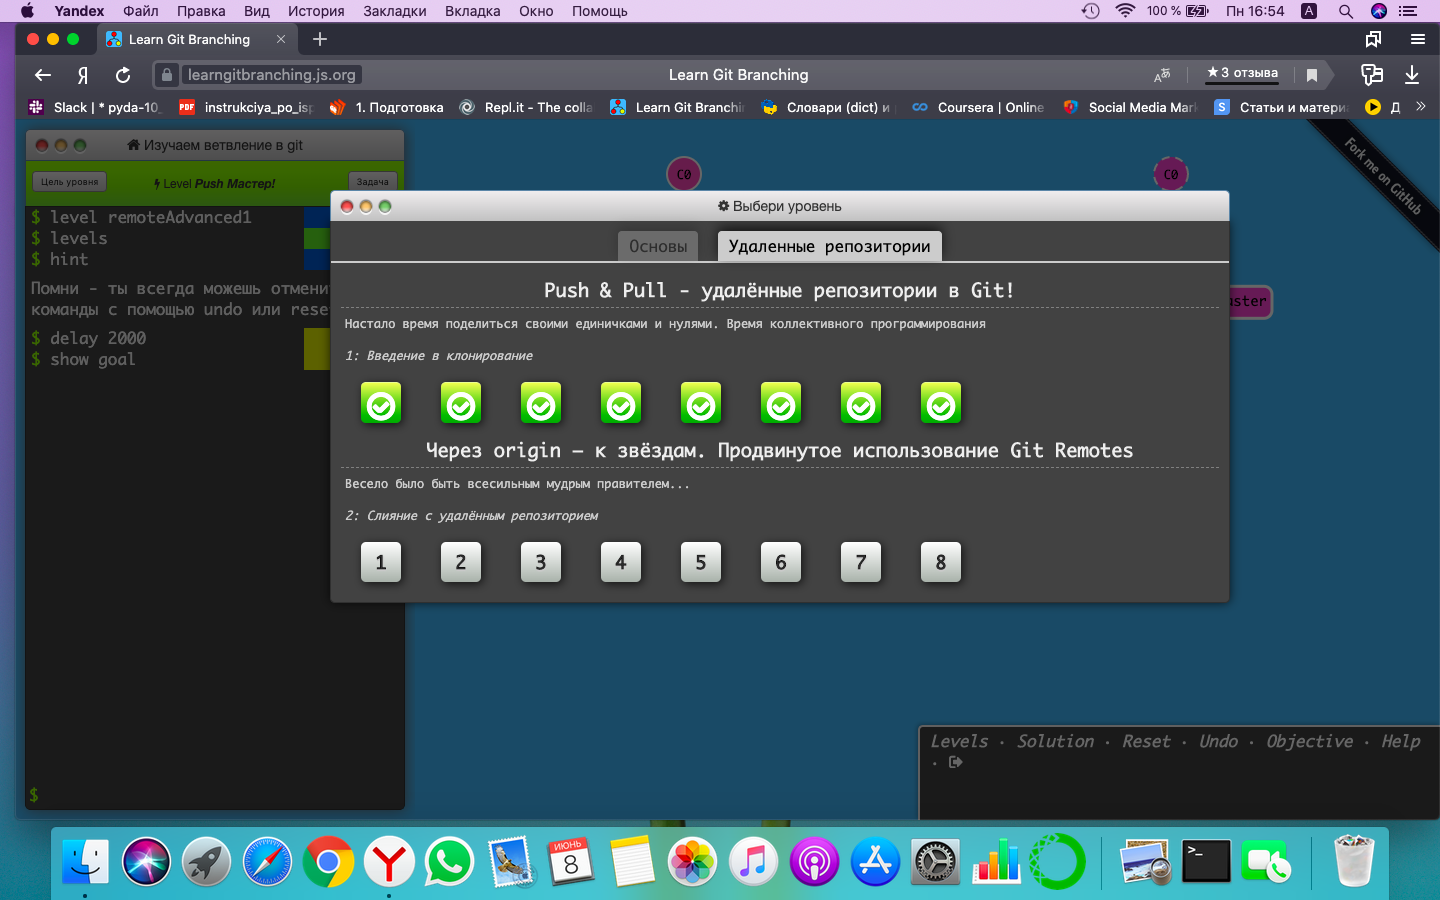 Yandex Файл Правка Вид История Закладки Вкладка Окно Помощь 100 % Пн 16:54 A
Learn Git Branching
Я learngitbranching.js.org Learn Git Branching ★ 3 отзыва
Slack | * pyda-10 instrukciya_po_isp 1. Подготовка Repl.it - The colla Learn Git Branchin Словари (dict) и Coursera | Online Social Media Mar Статьи и матери Д »
Изучаем ветвление в git
Цель уровня Level Push Мастер! Задача
$ level remoteAdvanced1
$ levels
$ hint
Помни - ты всегда можешь отменит
команды с помощью undo или rese
$ delay 2000
$ show goal
$
C0 C0
Fork me on GitHub
ster
Выбери уровень
Основы Удаленные репозитории
Push & Pull - удалённые репозитории в Git!
Настало время поделиться своими единичками и нулями. Время коллективного программирования
1: Введение в клонирование
Через origin – к звёздам. Продвинутое использование Git Remotes
Весело было быть всесильным мудрым правителем...
2: Слияние с удалённым репозиторием
1 2 3 4 5 6 7 8
Levels · Solution · Reset · Undo · Objective · Help
·
ИЮНЬ
8